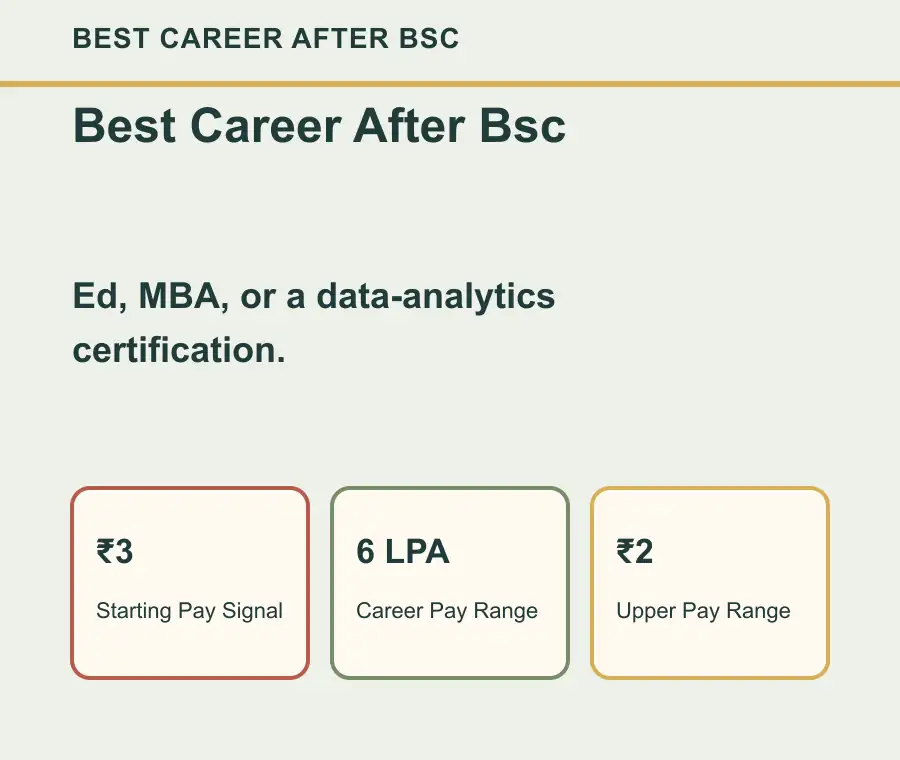 BEST CAREER AFTER BSC
Best Career After Bsc
Ed, MBA, or a data-analytics
certification.
₹3
Starting Pay Signal
6 LPA
Career Pay Range
₹2
Upper Pay Range